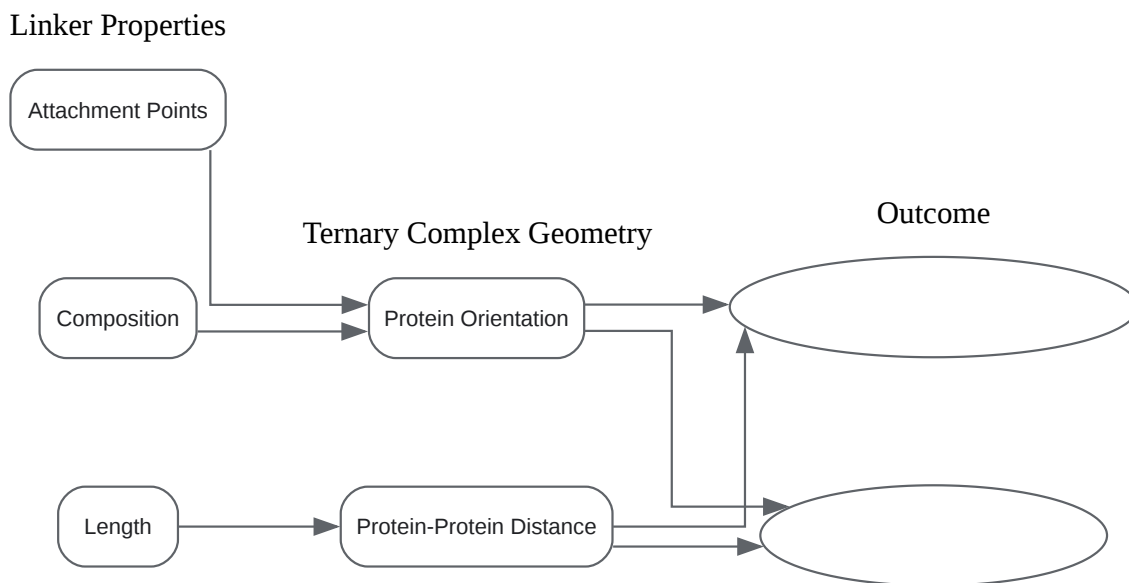 Linker Properties
Attachment Points
Ternary Complex Geometry
Outcome
Composition
Protein Orientation
Length
Protein-Protein Distance